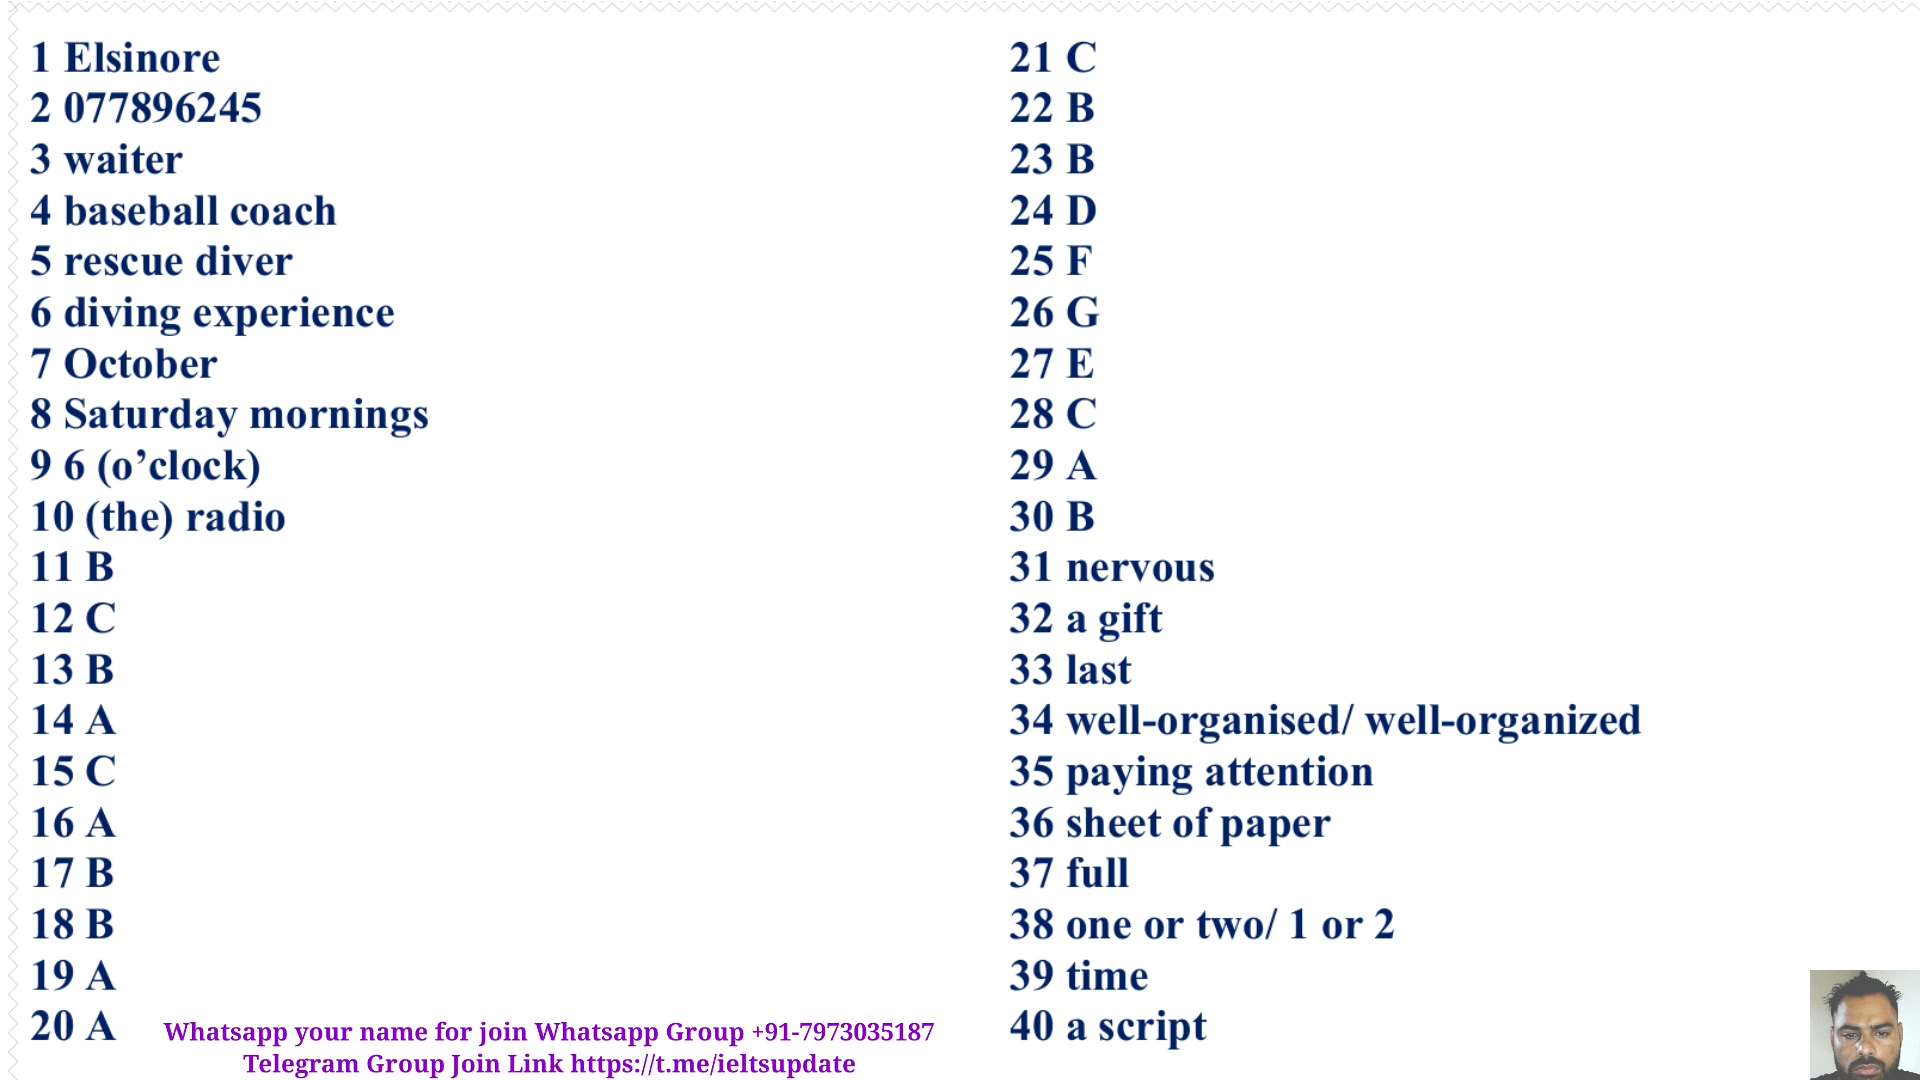 1 Elsinore
2 077896245
3 waiter
4 baseball coach
5 rescue diver
6 diving experience
7 October
8 Saturday mornings
9 6 (o’clock)
10 (the) radio
11 B
12 C
13 B
14 A
15 C
16 A
17 B
18 B
19 A
20 A
Whatsapp your name for join Whatsapp Group +91-7973035187
Telegram Group Join Link https://t.me/ieltsupdate
21 C
22 B
23 B
24 D
25 F
26 G
27 E
28 C
29 A
30 B
31 nervous
32 a gift
33 last
34 well-organised/ well-organized
35 paying attention
36 sheet of paper
37 full
38 one or two/ 1 or 2
39 time
40 a script